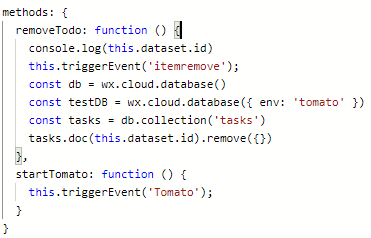 methods: {
removeTodo: function () {
console.log(this.dataset.id)
this.triggerEvent('itemremove');
const db = wx.cloud.database()
const testDB = wx.cloud.database({ env: 'tomato' })
const tasks = db.collection('tasks')
tasks.doc(this.dataset.id).remove({})
},
startTomato: function () {
this.triggerEvent('Tomato');
}
}